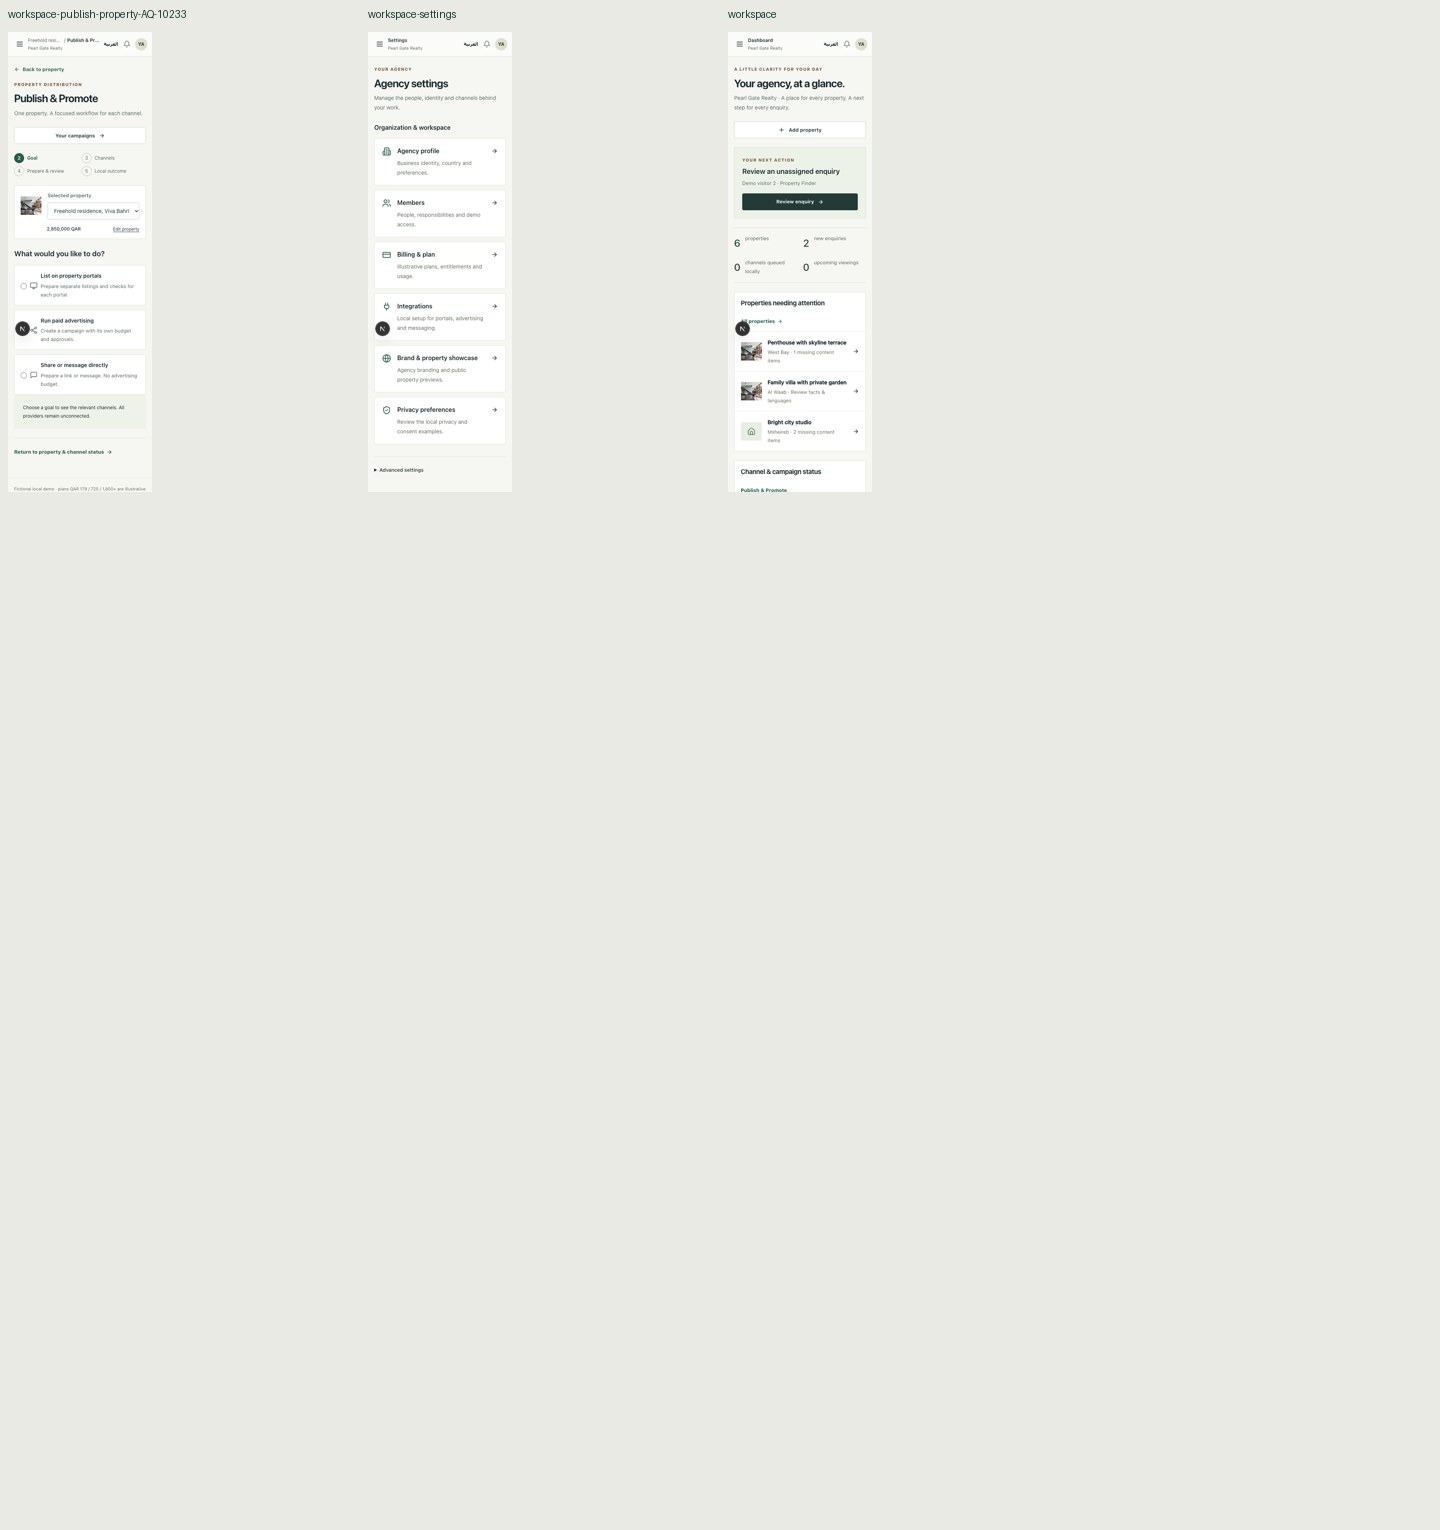 workspace-publish-property-AQ-10233
Freehold resi... / Publish & Pr...
Pearl Gate Realty
العربية
YA
← Back to property
PROPERTY DISTRIBUTION
Publish & Promote
One property. A focused workflow for each channel.
Your campaigns →
2 Goal
3 Channels
4 Prepare & review
5 Local outcome
Selected property
Freehold residence, Viva Bahri
2,850,000 QAR
Edit property
What would you like to do?
List on property portals
Prepare separate listings and checks for
each portal.
Run paid advertising
Create a campaign with its own budget
and approvals.
N
Share or message directly
Prepare a link or message. No advertising
budget.
Choose a goal to see the relevant channels. All
providers remain unconnected.
Return to property & channel status →
Fictional local demo · plans QAR 379 / 735 / 1,800+ are illustrative
workspace-settings
Settings
Pearl Gate Realty
العربية
YA
YOUR AGENCY
Agency settings
Manage the people, identity and channels behind
your work.
Organization & workspace
Agency profile →
Business identity, country and
preferences.
Members →
People, responsibilities and demo
access.
Billing & plan →
Illustrative plans, entitlements and
usage.
Integrations →
Local setup for portals, advertising
and messaging.
N
Brand & property showcase →
Agency branding and public
property previews.
Privacy preferences →
Review the local privacy and
consent examples.
Advanced settings
workspace
Dashboard
Pearl Gate Realty
العربية
YA
A LITTLE CLARITY FOR YOUR DAY
Your agency, at a glance.
Pearl Gate Realty · A place for every property. A next
step for every enquiry.
+ Add property
YOUR NEXT ACTION
Review an unassigned enquiry
Demo visitor 2 · Property Finder
Review enquiry →
6 properties
2 new enquiries
0 channels queued
locally
0 upcoming viewings
Properties needing attention
properties →
N
Penthouse with skyline terrace
West Bay · 1 missing content
items
Family villa with private garden
Al Waab · Review facts &
languages
Bright city studio
Msheireb · 2 missing content
items
Channel & campaign status
Publish & Promote